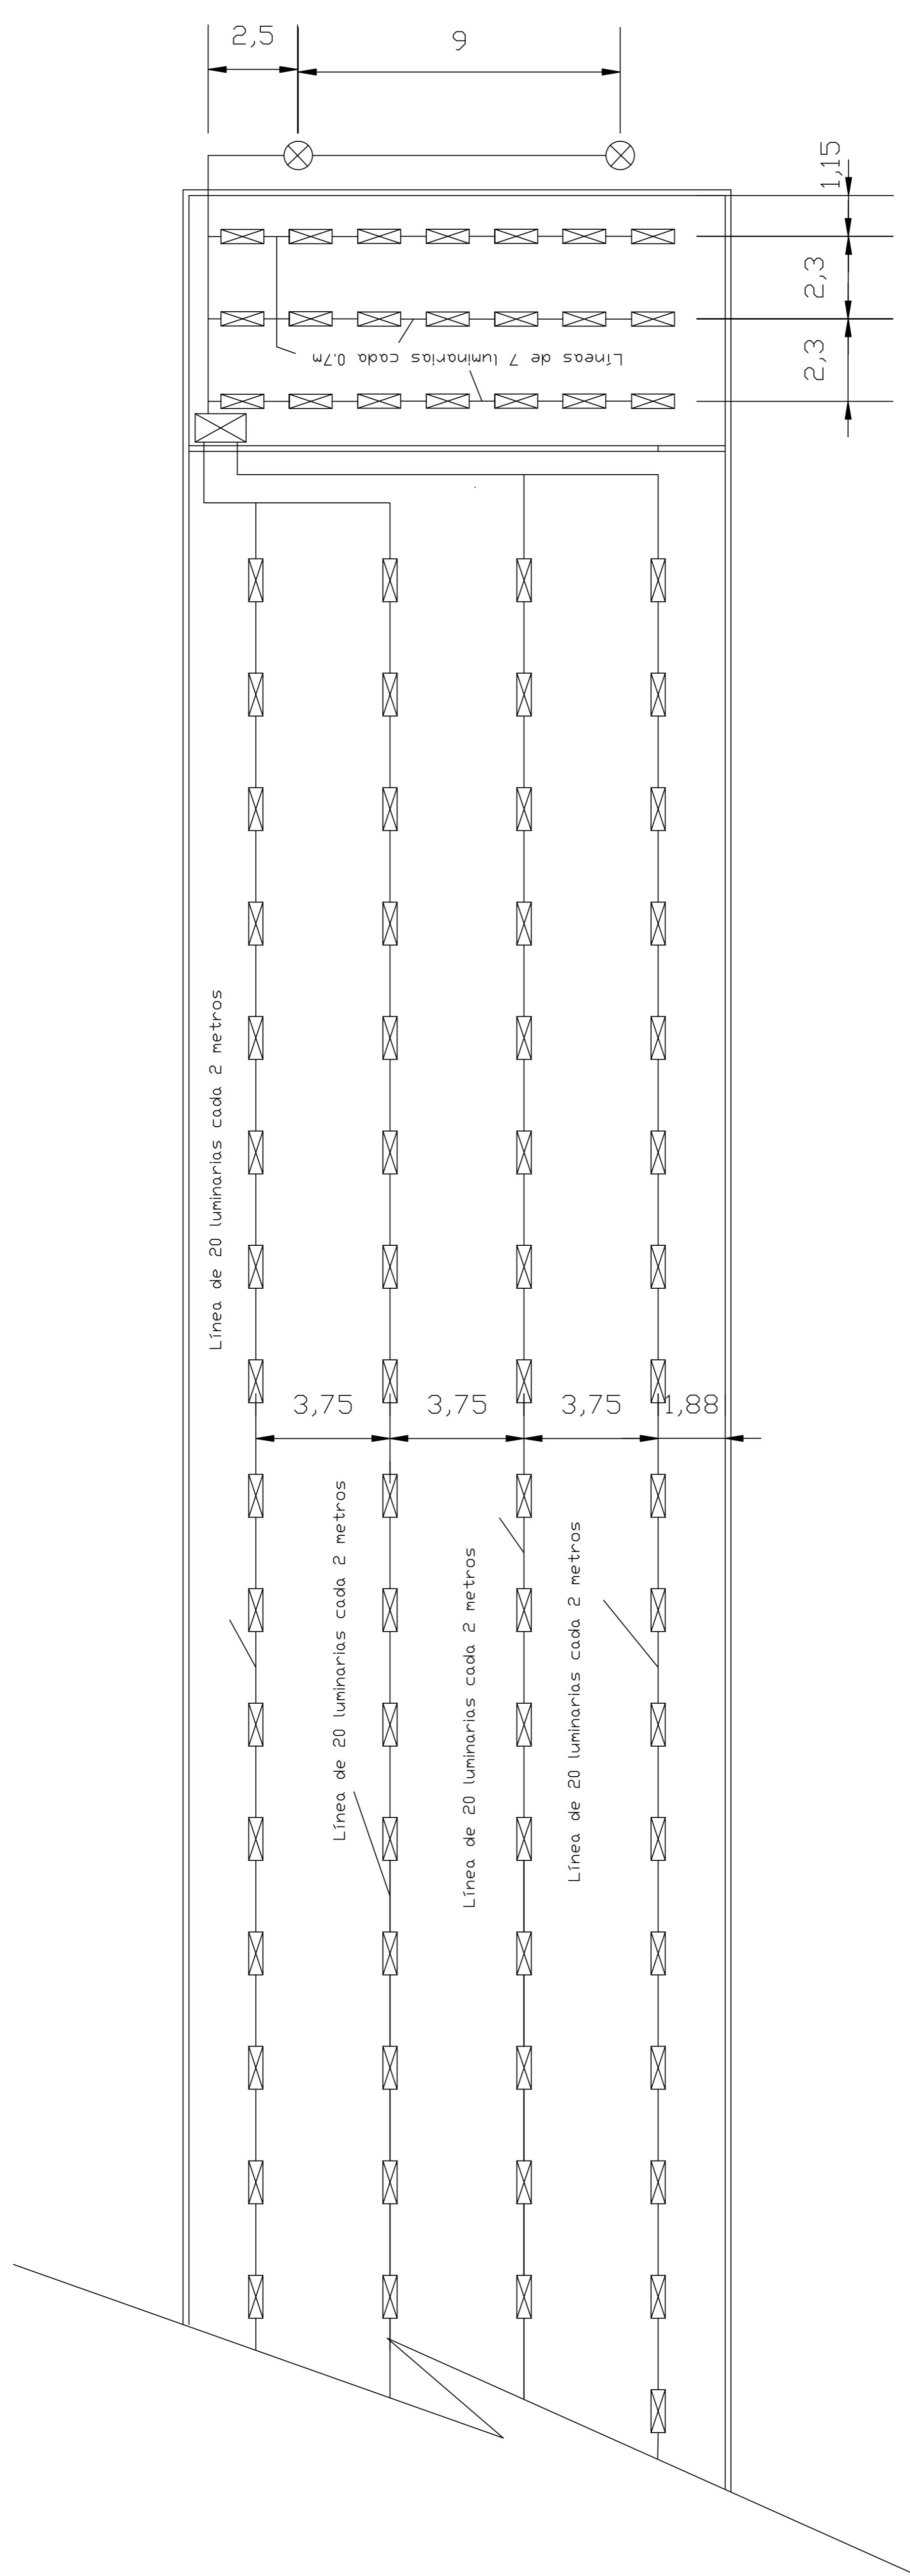 2,5
9
1,15
2,3
2,3
Líneas de 7 luminarias cada 0.7m
Línea de 20 luminarias cada 2 metros
3,75
3,75
3,75
1,88
Línea de 20 luminarias cada 2 metros
Línea de 20 luminarias cada 2 metros
Línea de 20 luminarias cada 2 metros